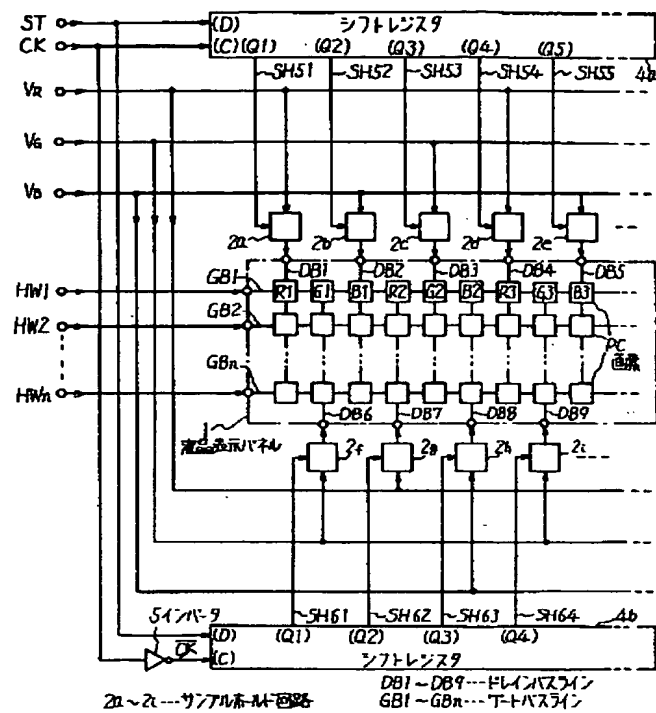 ST
(D)
シフトレジスタ
CK
(C)(Q1) (Q2) (Q3) (Q4) (Q5)
4a
SH51 SH52 SH53 SH54 SH55
VR
VG
VB
2a 2b 2c 2d 2e
DB1 DB2 DB3 DB4 DB5
HW1 GB1 R1 G1 B1 R2 G2 B2 R3 G3 B3
HW2 GB2
PC
画素
HWn GBn
DB6 DB7 DB8 DB9
1
液晶表示パネル
2f 2g 2h 2i
SH61 SH62 SH63 SH64
4b
5インバータ
(D) (Q1) (Q2) (Q3) (Q4)
CK
(C)
シフトレジスタ
2a~2i---サンプルホールド回路
DB1~DB9---ドレインバスライン
GB1~GBn---ゲートバスライン